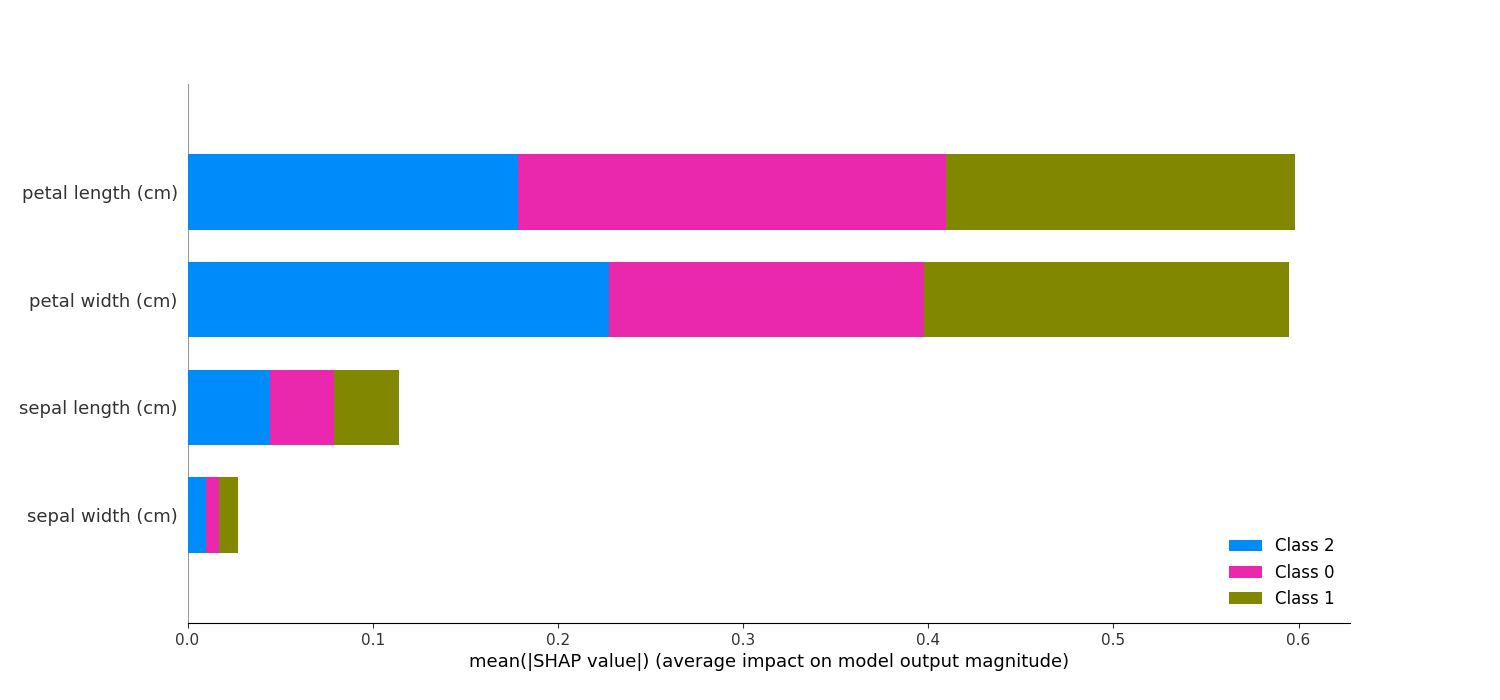 petal length (cm)
petal width (cm)
sepal length (cm)
sepal width (cm)
Class 2
Class 0
Class 1
0.0 0.1 0.2 0.3 0.4 0.5 0.6
mean(|SHAP value|) (average impact on model output magnitude)